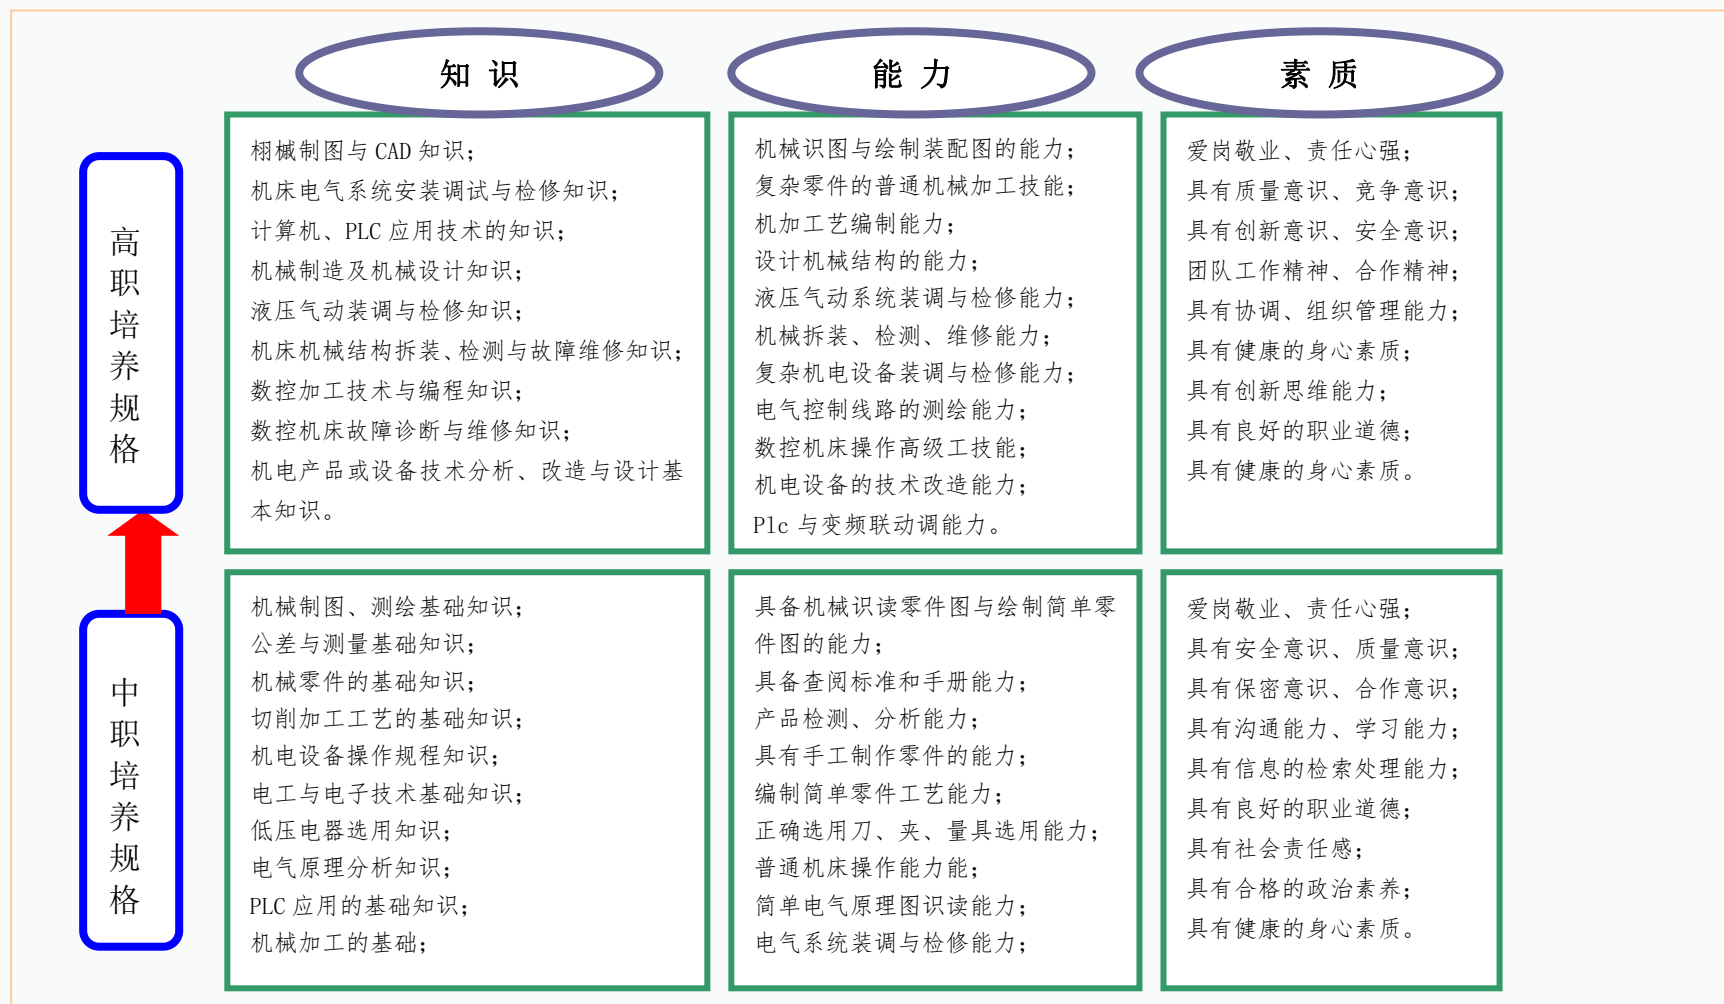 知 识
能 力
素 质
高职培养规格
栩械制图与 CAD 知识;
机床电气系统安装调试与检修知识;
计算机、PLC 应用技术的知识;
机械制造及机械设计知识;
液压气动装调与检修知识;
机床机械结构拆装、检测与故障维修知识;
数控加工技术与编程知识;
数控机床故障诊断与维修知识;
机电产品或设备技术分析、改造与设计基
本知识。
机械识图与绘制装配图的能力;
复杂零件的普通机械加工技能;
机加工艺编制能力;
设计机械结构的能力;
液压气动系统装调与检修能力;
机械拆装、检测、维修能力;
复杂机电设备装调与检修能力;
电气控制线路的测绘能力;
数控机床操作高级工技能;
机电设备的技术改造能力;
Plc 与变频联动调能力。
爱岗敬业、责任心强;
具有质量意识、竞争意识;
具有创新意识、安全意识;
团队工作精神、合作精神;
具有协调、组织管理能力;
具有健康的身心素质;
具有创新思维能力;
具有良好的职业道德;
具有健康的身心素质。
中职培养规格
机械制图、测绘基础知识;
公差与测量基础知识;
机械零件的基础知识;
切削加工工艺的基础知识;
机电设备操作规程知识;
电工与电子技术基础知识;
低压电器选用知识;
电气原理分析知识;
PLC 应用的基础知识;
机械加工的基础;
具备机械识读零件图与绘制简单零
件图的能力;
具备查阅标准和手册能力;
产品检测、分析能力;
具有手工制作零件的能力;
编制简单零件工艺能力;
正确选用刀、夹、量具选用能力;
普通机床操作能力能;
简单电气原理图识读能力;
电气系统装调与检修能力;
爱岗敬业、责任心强;
具有安全意识、质量意识;
具有保密意识、合作意识;
具有沟通能力、学习能力;
具有信息的检索处理能力;
具有良好的职业道德;
具有社会责任感;
具有合格的政治素养;
具有健康的身心素质。